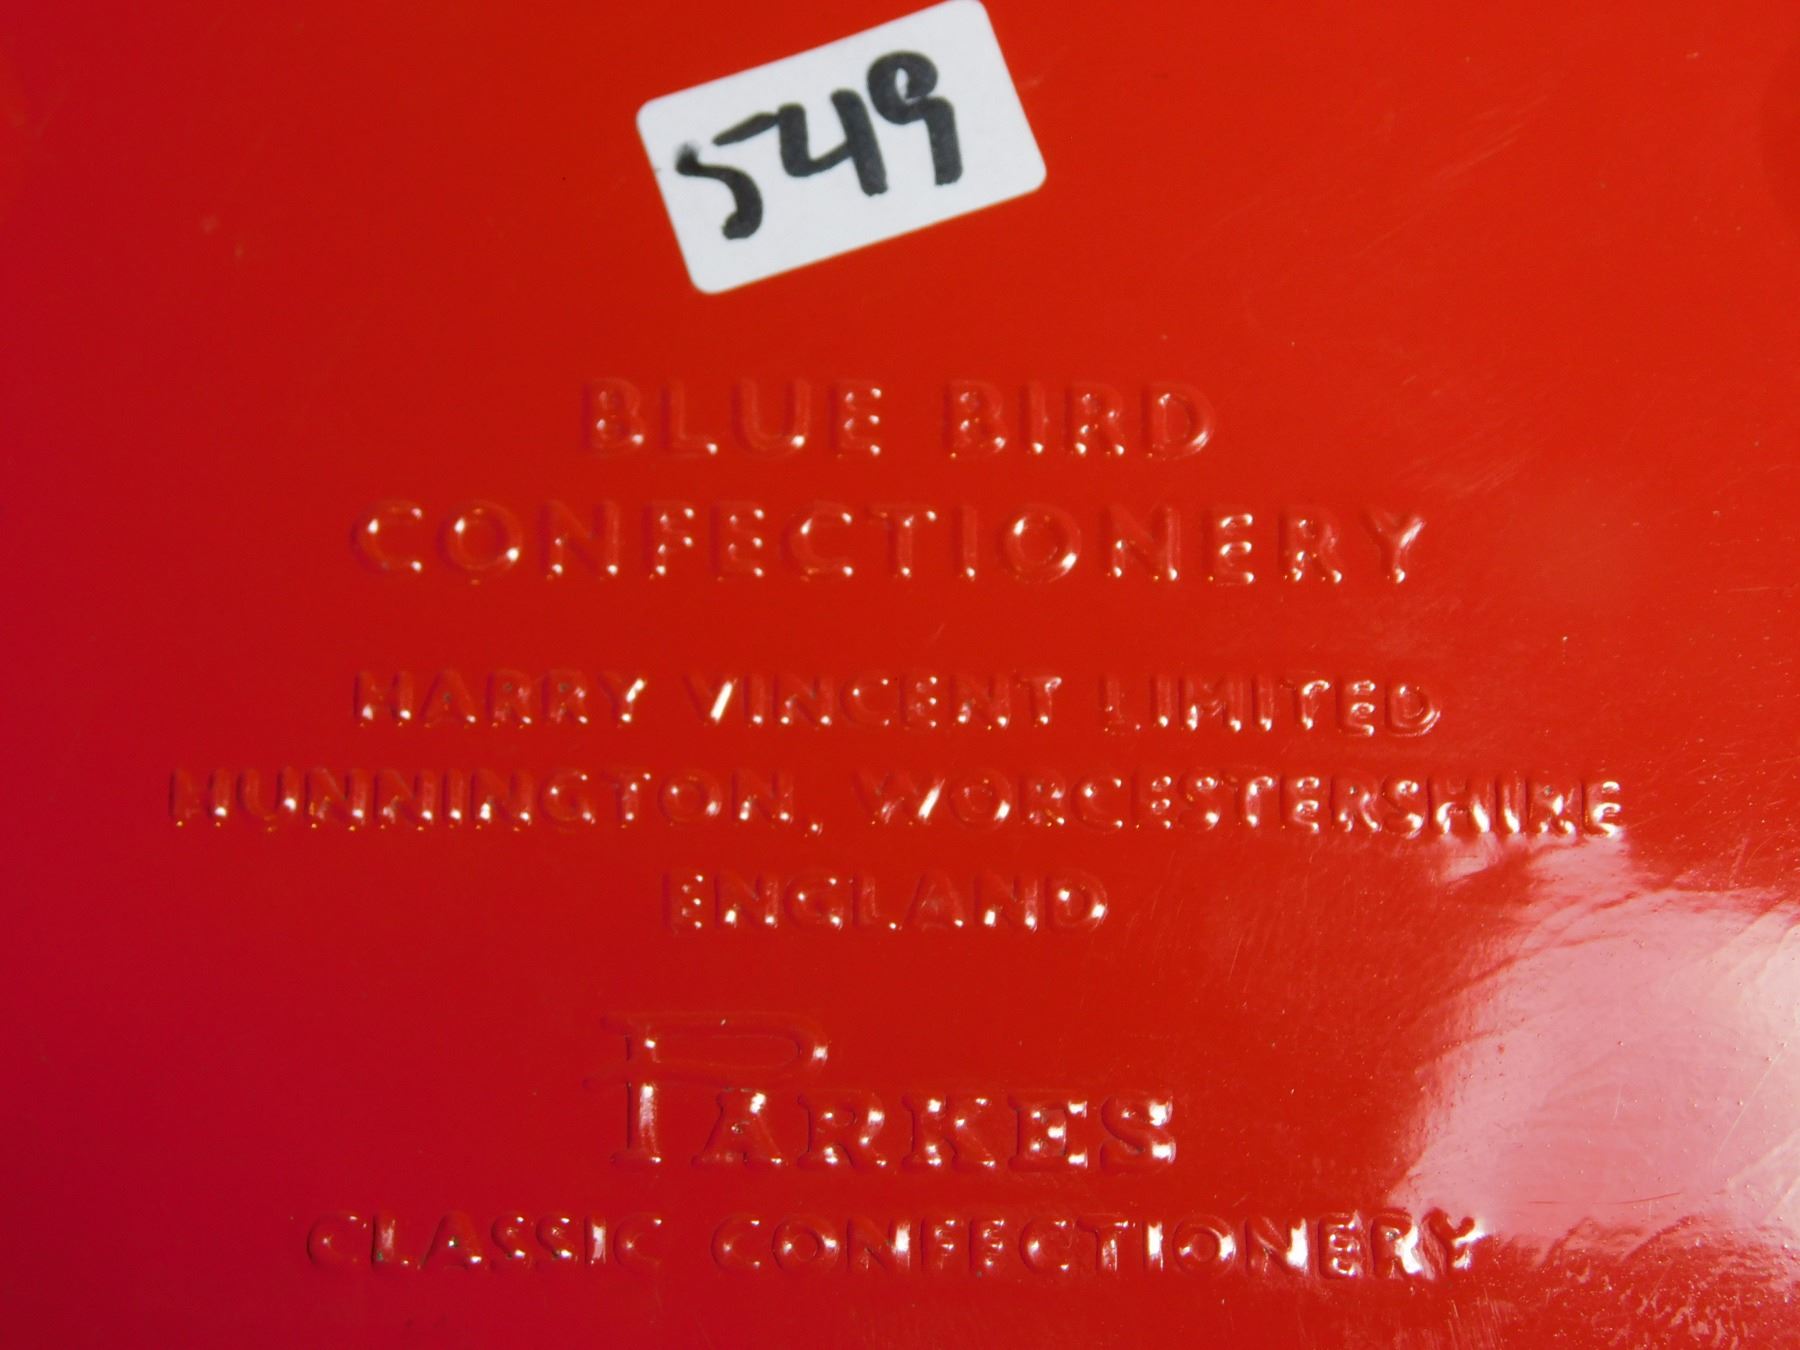 549
BLUE BIRD
CONFECTIONERY
HARRY VINCENT LIMITED
HUNNINGTON, WORCESTERSHIRE
ENGLAND
PARKES
CLASSIC CONFECTIONERY